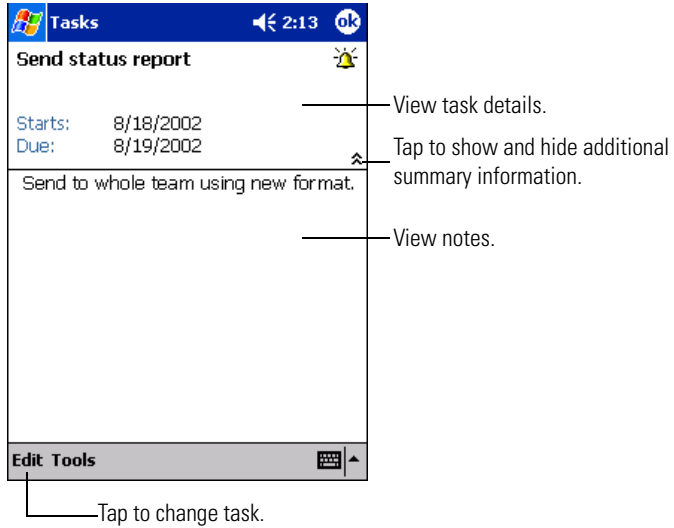 Tasks 2:13 ok
Send status report
Starts: 8/18/2002
Due: 8/19/2002
Send to whole team using new format.
Edit Tools
View task details.
Tap to show and hide additional
summary information.
View notes.
Tap to change task.